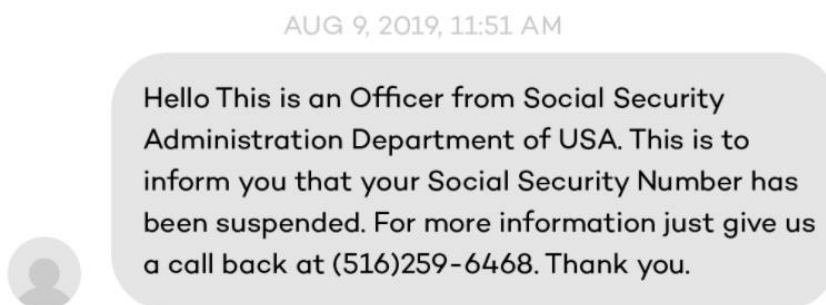 AUG 9, 2019, 11:51 AM
Hello This is an Officer from Social Security
Administration Department of USA. This is to
inform you that your Social Security Number has
been suspended. For more information just give us
a call back at (516)259-6468. Thank you.